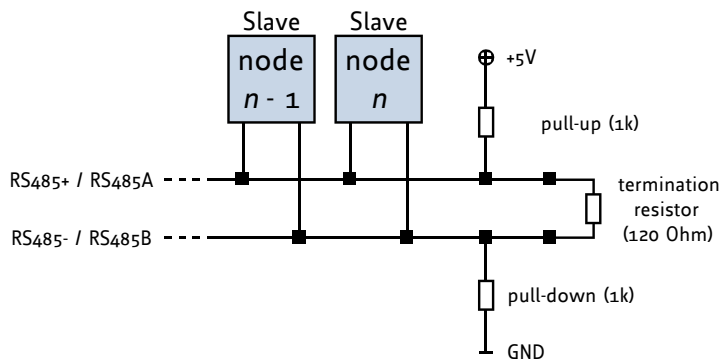 Slave
Slave
node
n - 1
node
n
+5V
pull-up (1k)
RS485+ / RS485A
termination
resistor
(120 Ohm)
RS485- / RS485B
pull-down (1k)
GND